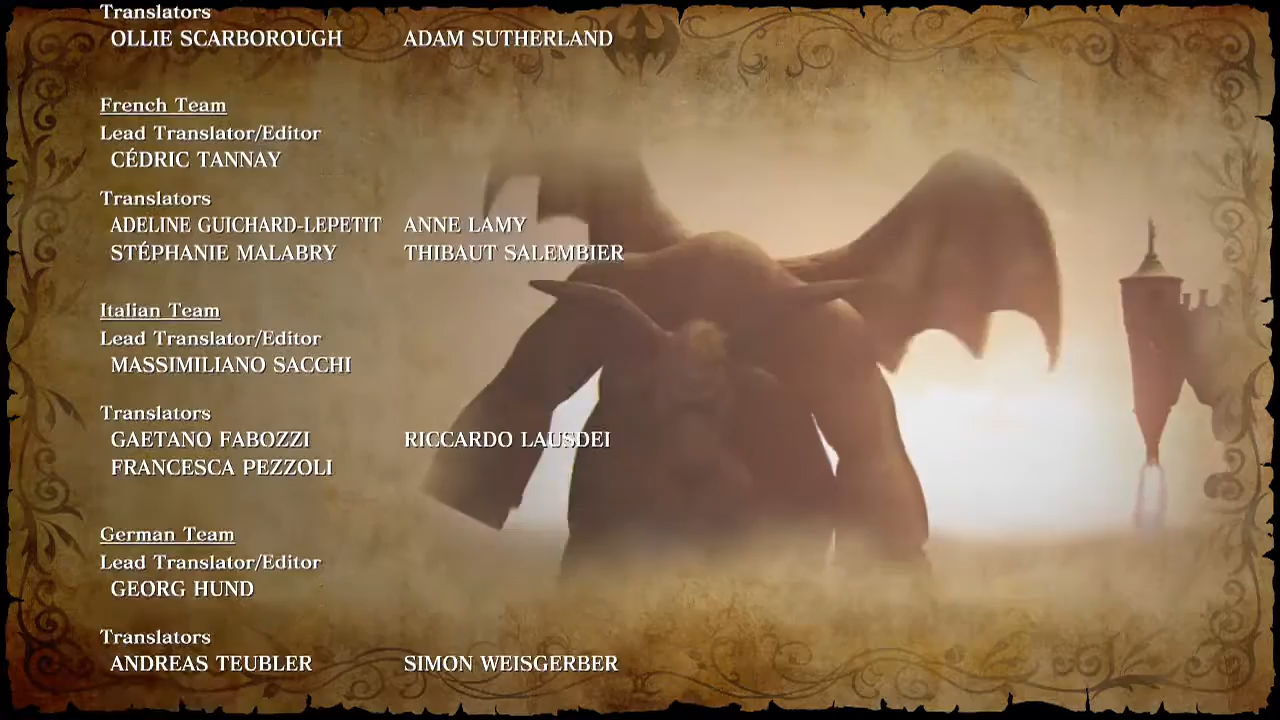 Translators
OLLIE SCARBOROUGH ADAM SUTHERLAND
French Team
Lead Translator/Editor
CÉDRIC TANNAY
Translators
ADELINE GUICHARD-LEPETIT ANNE LAMY
STÉPHANIE MALABRY THIBAUT SALEMBIER
Italian Team
Lead Translator/Editor
MASSIMILIANO SACCHI
Translators
GAETANO FABOZZI RICCARDO LAUSDEI
FRANCESCA PEZZOLI
German Team
Lead Translator/Editor
GEORG HUND
Translators
ANDREAS TEUBLER SIMON WEISGERBER